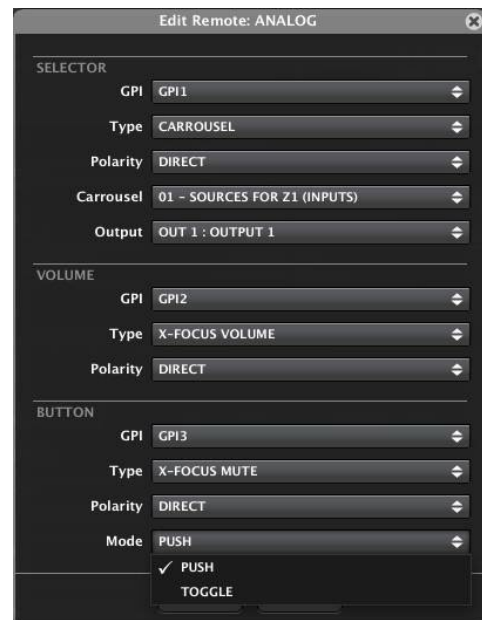 Edit Remote: ANALOG
SELECTOR
GPI GPI1
Type CARROUSEL
Polarity DIRECT
Carrousel 01 - SOURCES FOR Z1 (INPUTS)
Output OUT 1 : OUTPUT 1
VOLUME
GPI GPI2
Type X-FOCUS VOLUME
Polarity DIRECT
BUTTON
GPI GPI3
Type X-FOCUS MUTE
Polarity DIRECT
Mode PUSH
✓ PUSH
TOGGLE